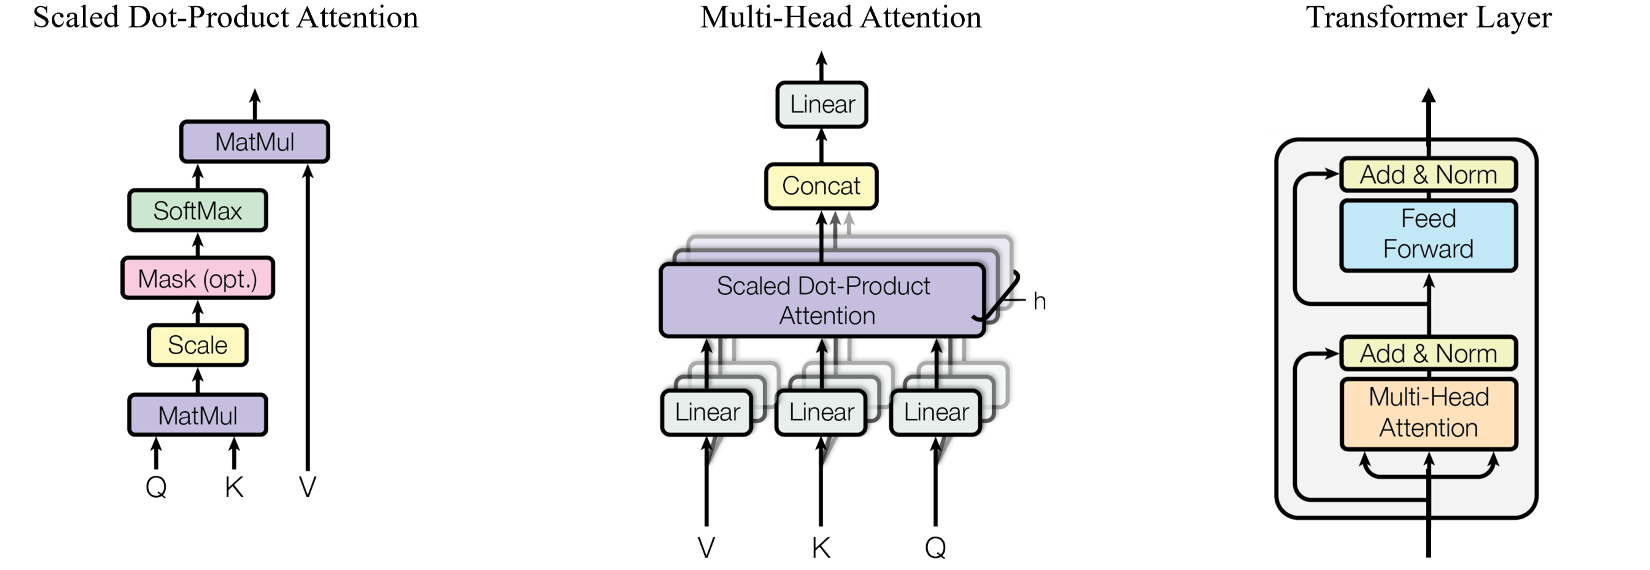 Scaled Dot-Product Attention
MatMul
SoftMax
Mask (opt.)
Scale
MatMul
Q K V
Multi-Head Attention
Linear
Concat
Scaled Dot-Product
Attention
h
Linear Linear Linear
V K Q
Transformer Layer
Add & Norm
Feed
Forward
Add & Norm
Multi-Head
Attention